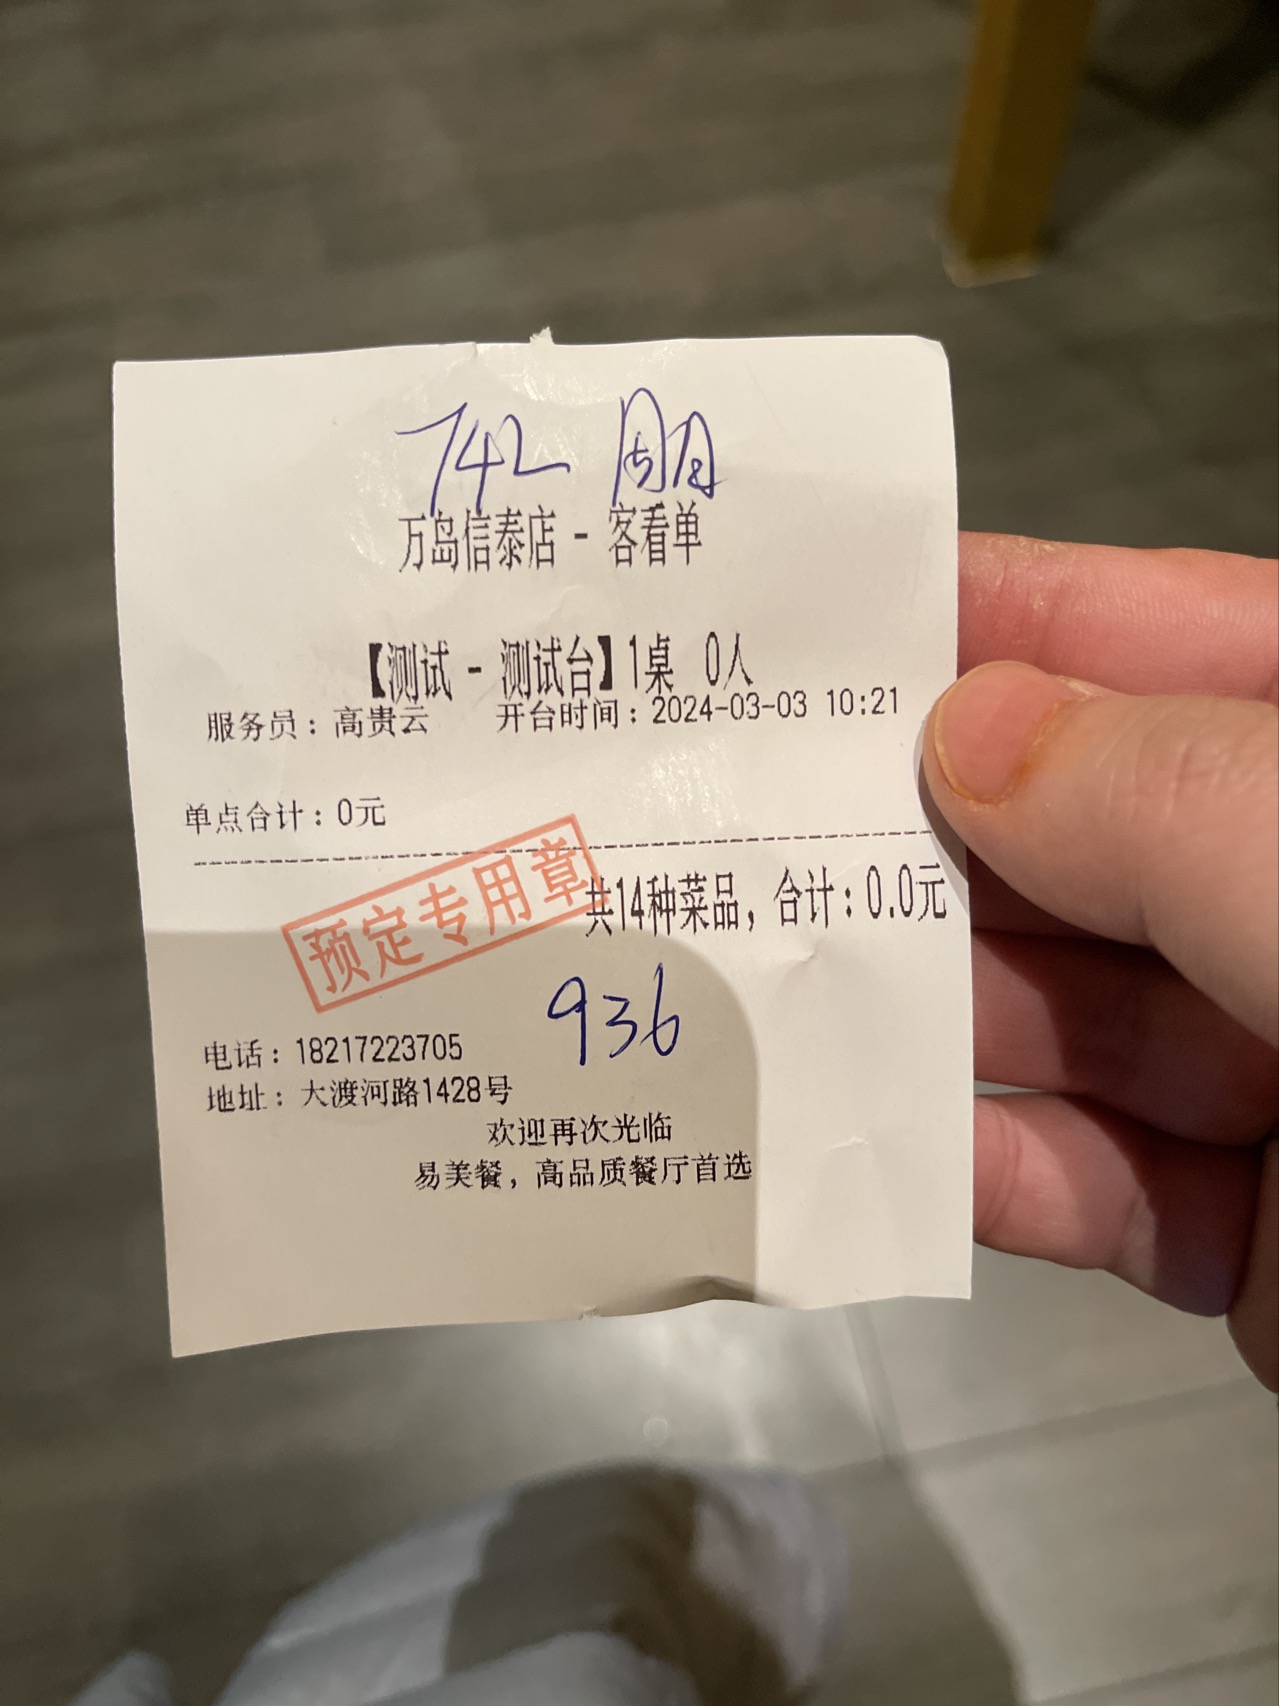 742 周月
万岛信泰店 - 客看单
【测试 - 测试台】1桌 0人
服务员：高贵云 开台时间：2024-03-03 10:21
单点合计：0元
预定专用章
共14种菜品，合计：0.0元
936
电话：18217223705
地址：大渡河路1428号
欢迎再次光临
易美餐，高品质餐厅首选